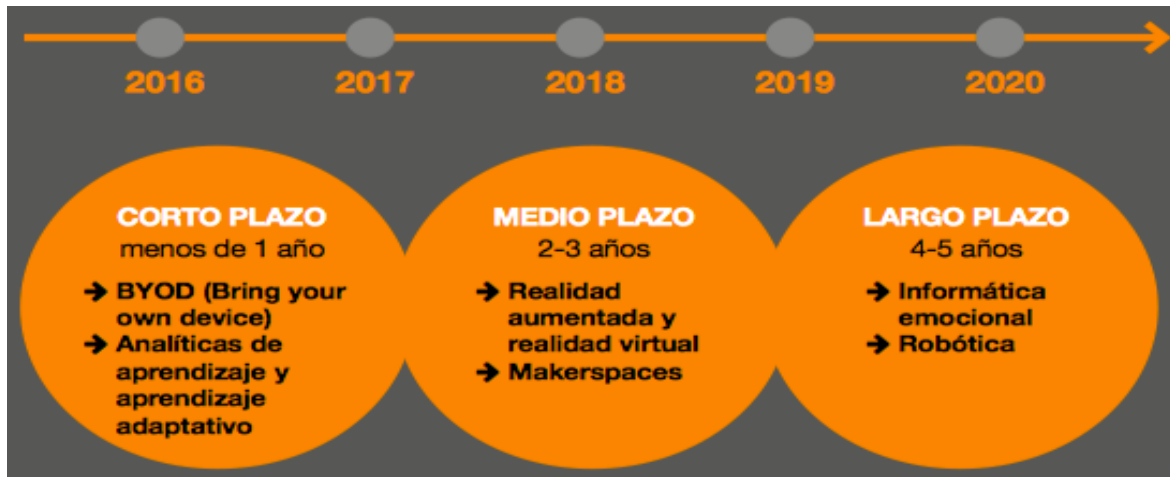 2016 2017 2018 2019 2020
CORTO PLAZO
menos de 1 año
➔ BYOD (Bring your
own device)
➔ Analíticas de
aprendizaje y
aprendizaje
adaptativo
MEDIO PLAZO
2-3 años
➔ Realidad
aumentada y
realidad virtual
➔ Makerspaces
LARGO PLAZO
4-5 años
➔ Informática
emocional
➔ Robótica